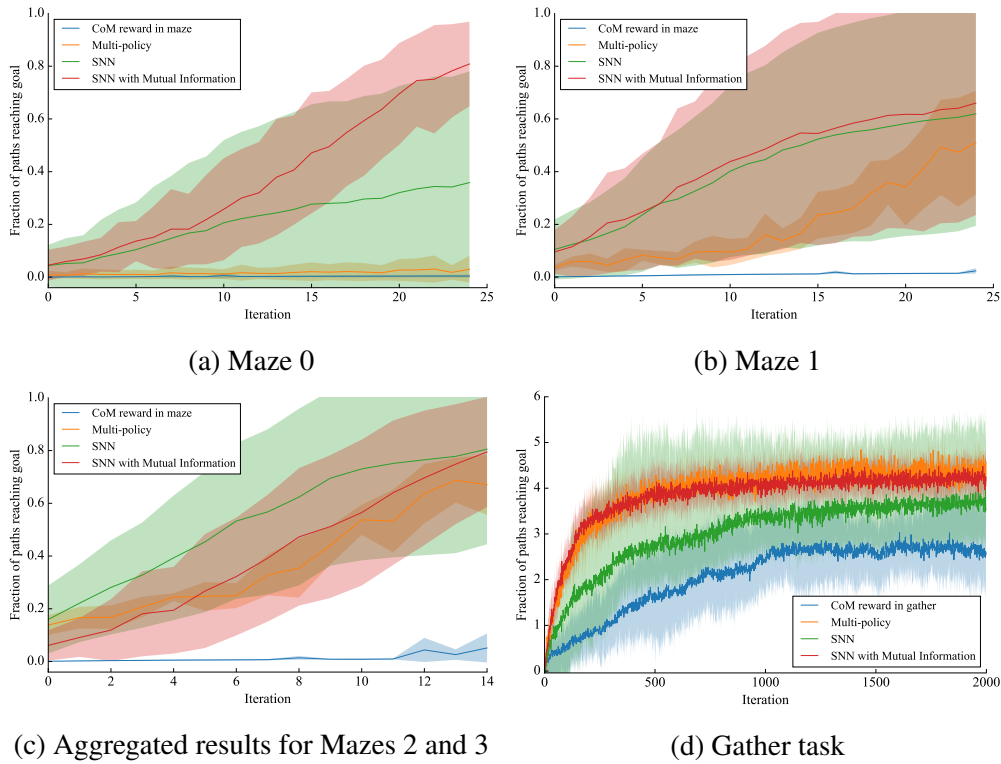 1.0
0.8
0.6
0.4
0.2
0.0
Fraction of paths reaching goal
CoM reward in maze
Multi-policy
SNN
SNN with Mutual Information
0 5 10 15 20 25
Iteration
(a) Maze 0
1.0
0.8
0.6
0.4
0.2
0.0
Fraction of paths reaching goal
CoM reward in maze
Multi-policy
SNN
SNN with Mutual Information
0 5 10 15 20 25
Iteration
(b) Maze 1
1.0
0.8
0.6
0.4
0.2
0.0
Fraction of paths reaching goal
CoM reward in maze
Multi-policy
SNN
SNN with Mutual Information
0 2 4 6 8 10 12 14
Iteration
(c) Aggregated results for Mazes 2 and 3
6
5
4
3
2
1
0
Fraction of paths reaching goal
CoM reward in gather
Multi-policy
SNN
SNN with Mutual Information
0 500 1000 1500 2000
Iteration
(d) Gather task